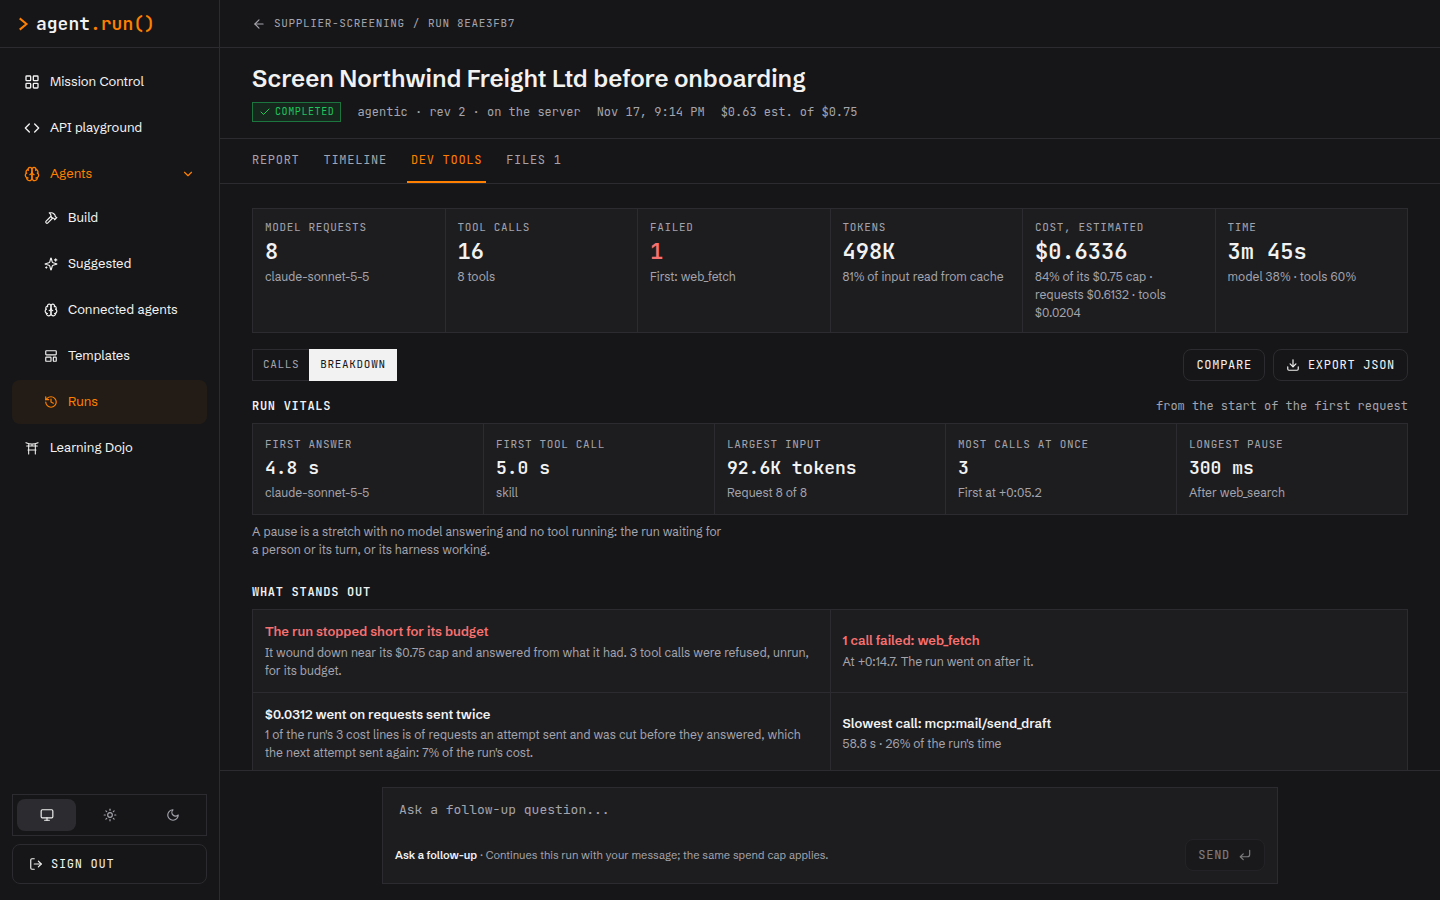 agent.run()
SUPPLIER-SCREENING / RUN 8EAE3FB7
Mission Control
API playground
Agents
Build
Suggested
Connected agents
Templates
Runs
Learning Dojo
SIGN OUT
Screen Northwind Freight Ltd before onboarding
COMPLETED agentic · rev 2 · on the server Nov 17, 9:14 PM $0.63 est. of $0.75
REPORT TIMELINE DEV TOOLS FILES 1
MODEL REQUESTS
8
claude-sonnet-5-5
TOOL CALLS
16
8 tools
FAILED
1
First: web_fetch
TOKENS
498K
81% of input read from cache
COST, ESTIMATED
$0.6336
84% of its $0.75 cap ·
requests $0.6132 · tools
$0.0204
TIME
3m 45s
model 38% · tools 60%
CALLS BREAKDOWN
COMPARE EXPORT JSON
RUN VITALS from the start of the first request
FIRST ANSWER
4.8 s
claude-sonnet-5-5
FIRST TOOL CALL
5.0 s
skill
LARGEST INPUT
92.6K tokens
Request 8 of 8
MOST CALLS AT ONCE
3
First at +0:05.2
LONGEST PAUSE
300 ms
After web_search
A pause is a stretch with no model answering and no tool running: the run waiting for
a person or its turn, or its harness working.
WHAT STANDS OUT
The run stopped short for its budget
It wound down near its $0.75 cap and answered from what it had. 3 tool calls were refused, unrun,
for its budget.
1 call failed: web_fetch
At +0:14.7. The run went on after it.
$0.0312 went on requests sent twice
1 of the run's 3 cost lines is of requests an attempt sent and was cut before they answered, which
the next attempt sent again: 7% of the run's cost.
Slowest call: mcp:mail/send_draft
58.8 s · 26% of the run's time
Ask a follow-up question...
Ask a follow-up · Continues this run with your message; the same spend cap applies.
SEND